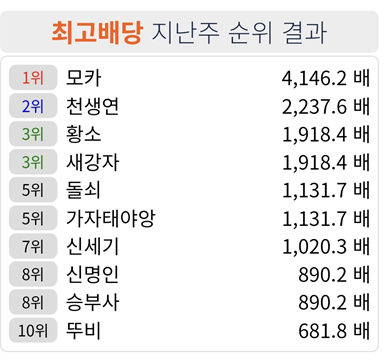 최고배당 지난주 순위 결과
1위 모카 4,146.2 배
2위 천생연 2,237.6 배
3위 황소 1,918.4 배
3위 새강자 1,918.4 배
5위 돌쇠 1,131.7 배
5위 가자태야앙 1,131.7 배
7위 신세기 1,020.3 배
8위 신명인 890.2 배
8위 승부사 890.2 배
10위 뚜비 681.8 배